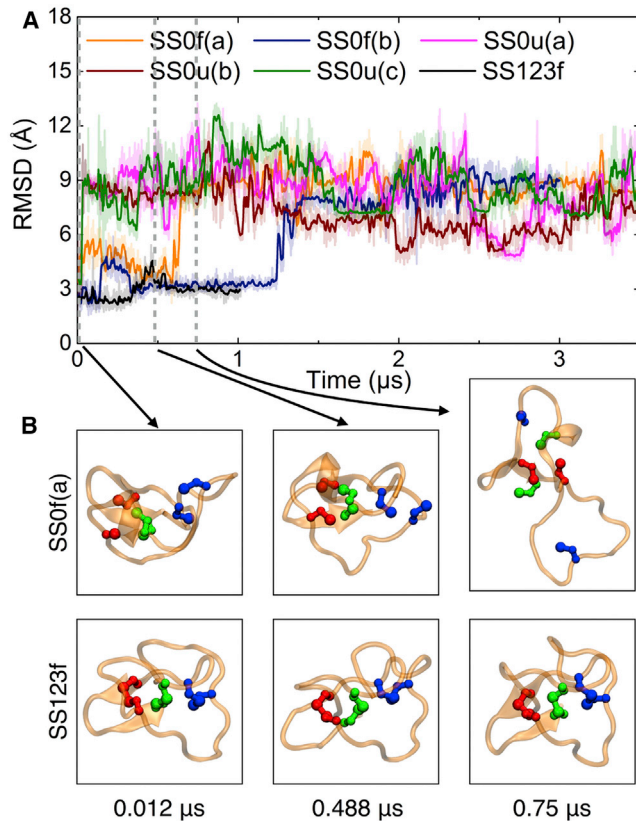 A
18
15
12
9
6
3
0
RMSD (Å)
SS0f(a) SS0f(b) SS0u(a)
SS0u(b) SS0u(c) SS123f
0 1 2 3
Time (µs)
B
SS0f(a)
SS123f
0.012 µs 0.488 µs 0.75 µs